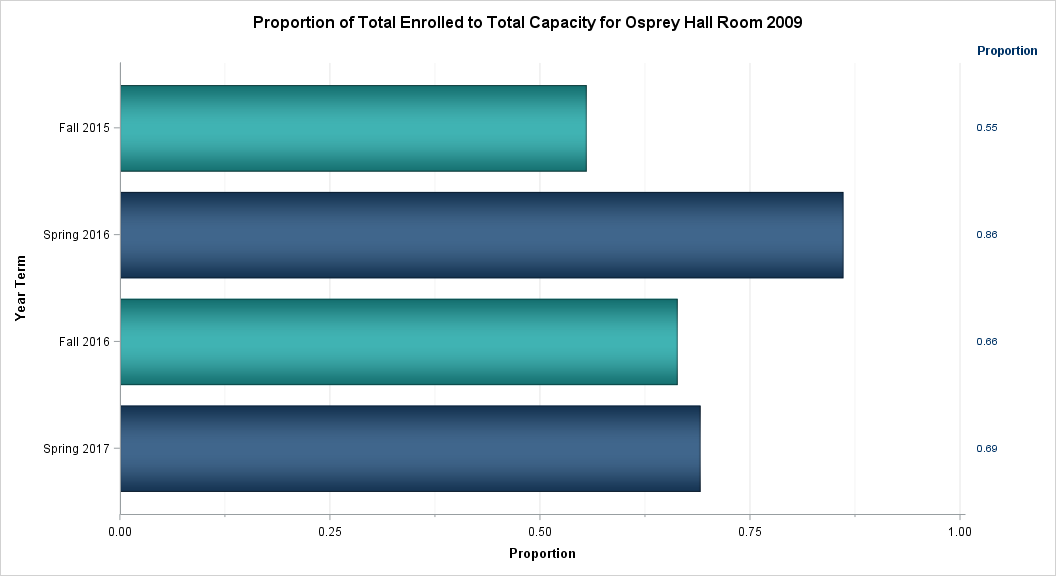 Proportion of Total Enrolled to Total Capacity for Osprey Hall Room 2009
Proportion
Fall 2015
0.55
Spring 2016
0.86
Fall 2016
0.66
Spring 2017
0.69
Year Term
0.00 0.25 0.50 0.75 1.00
Proportion